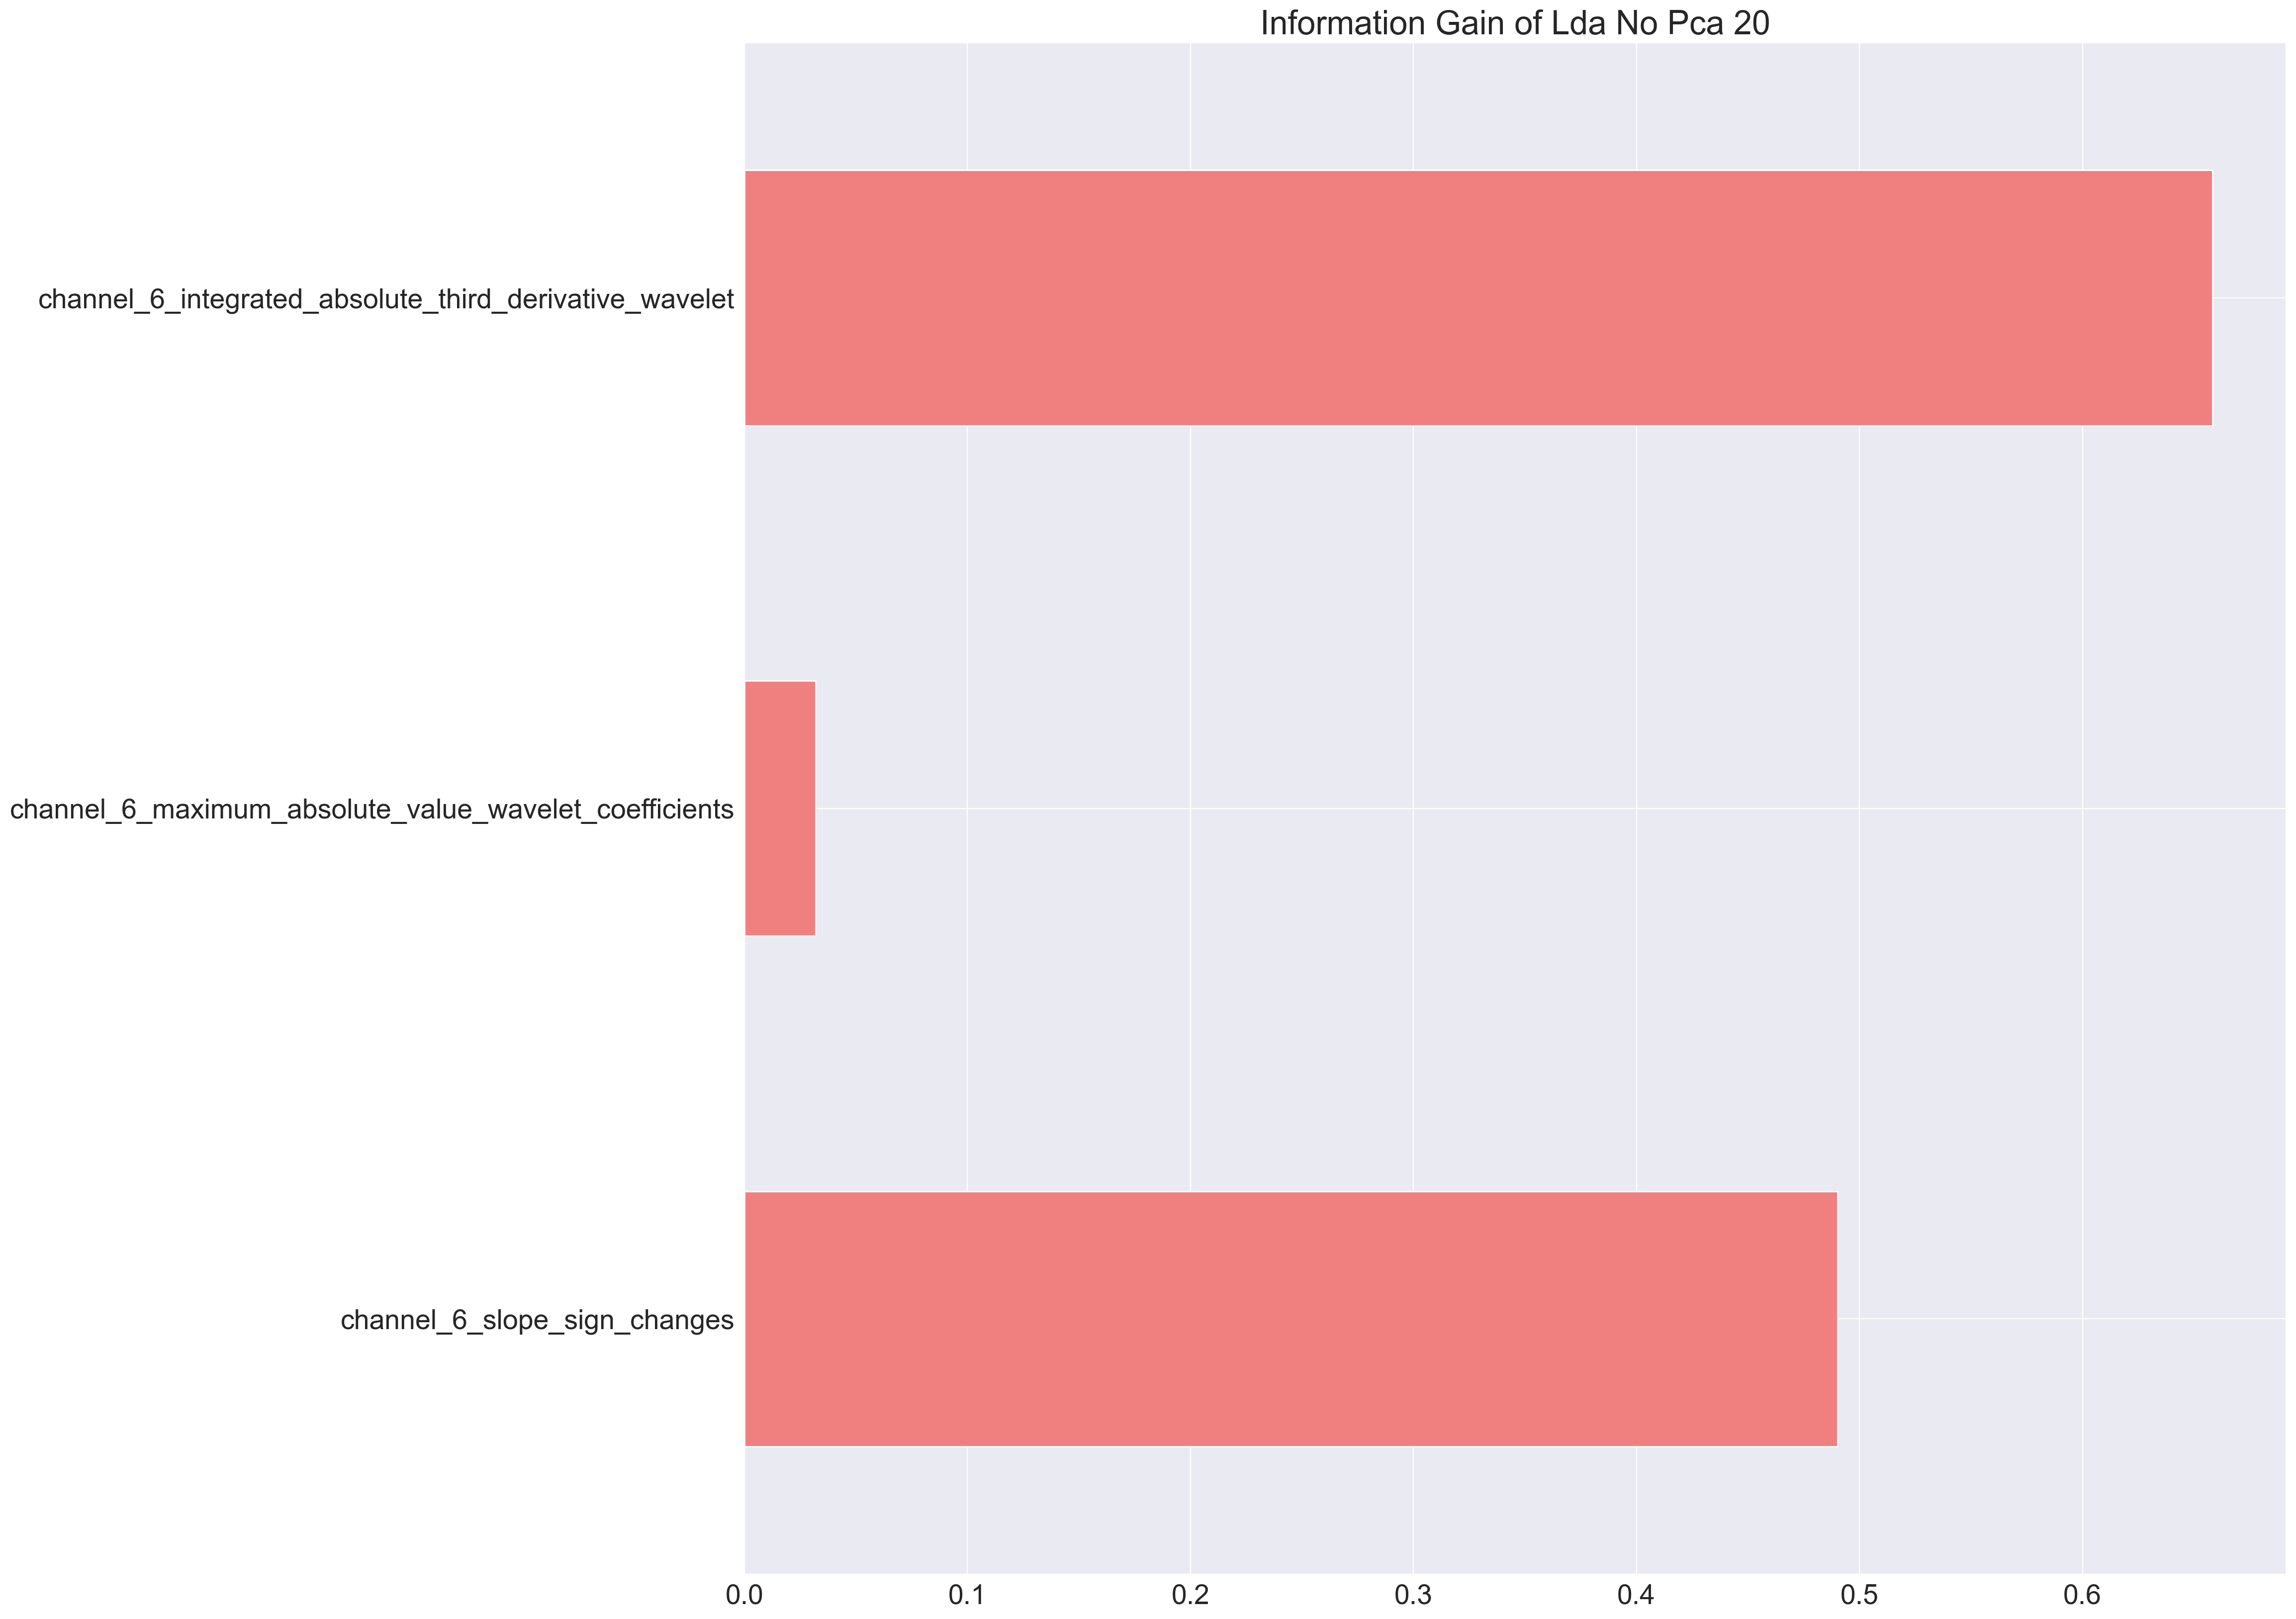 Information Gain of Lda No Pca 20
channel_6_integrated_absolute_third_derivative_wavelet
channel_6_maximum_absolute_value_wavelet_coefficients
channel_6_slope_sign_changes
0.0 0.1 0.2 0.3 0.4 0.5 0.6